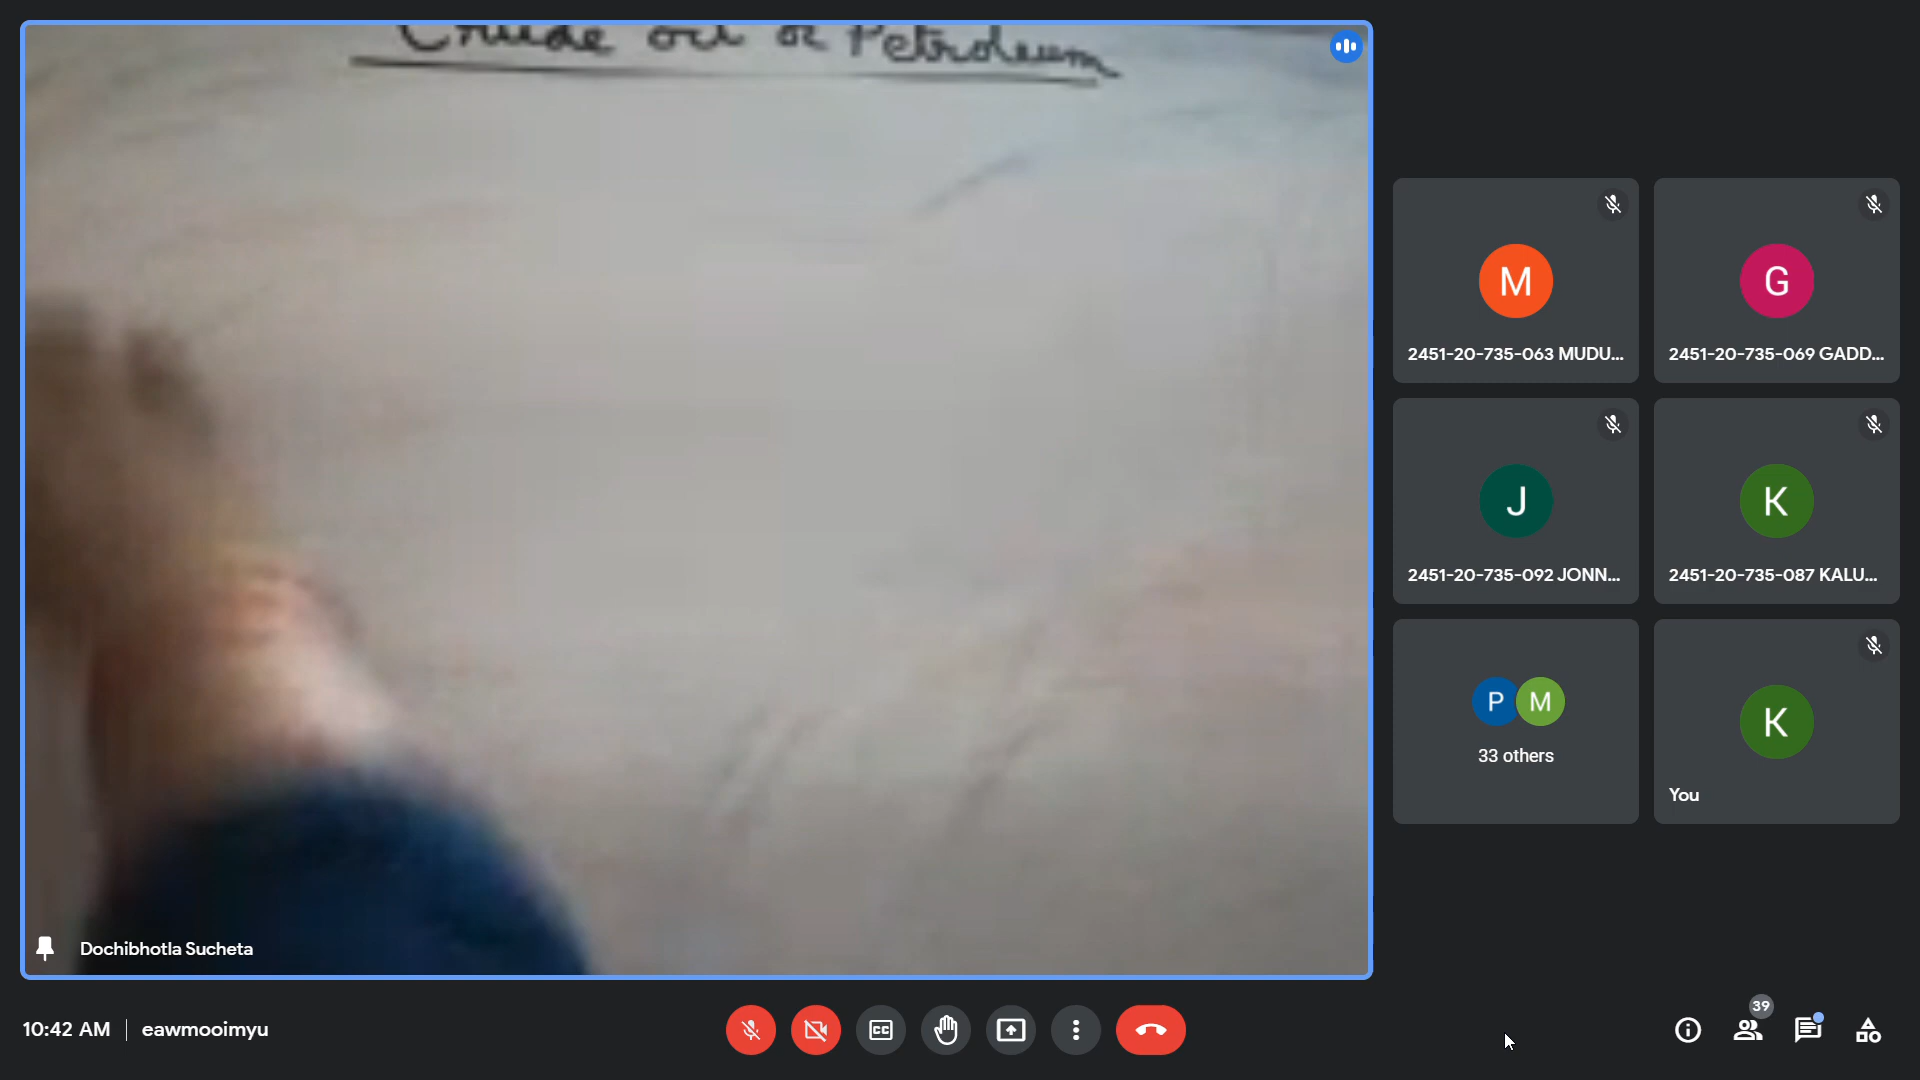 Crude oil or Petroleum
M
G
2451-20-735-063 MUDU...
2451-20-735-069 GADD...
J
K
2451-20-735-092 JONN...
2451-20-735-087 KALU...
P M
K
33 others
You
Dochibhotla Sucheta
10:42 AM | eawmooimyu
CC
39